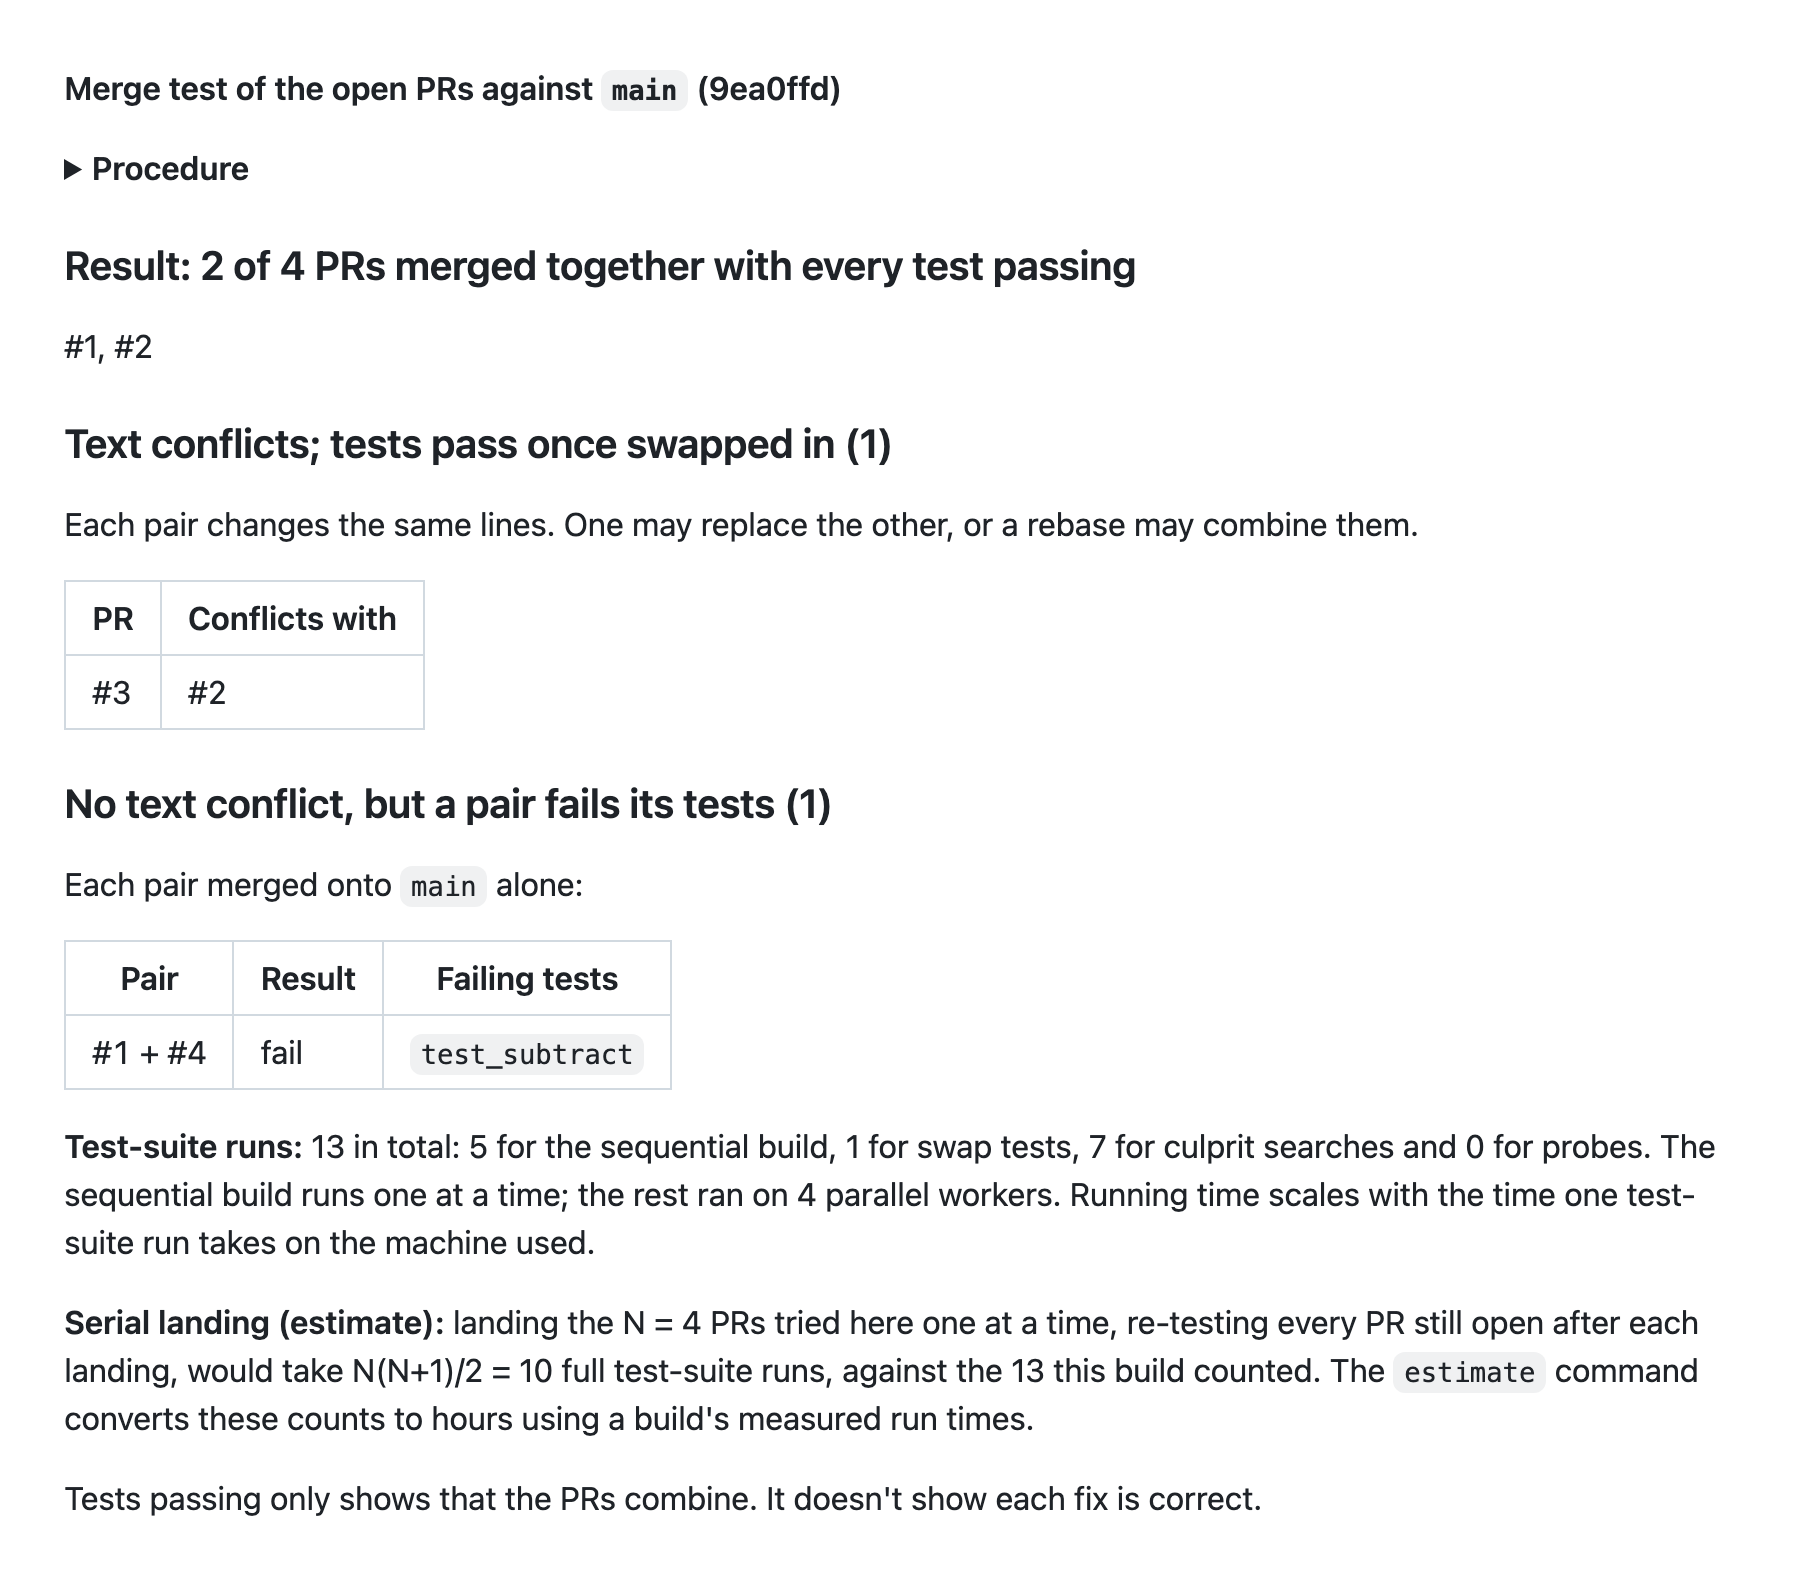 Merge test of the open PRs against main (9ea0ffd)
Procedure
Result: 2 of 4 PRs merged together with every test passing
#1, #2
Text conflicts; tests pass once swapped in (1)
Each pair changes the same lines. One may replace the other, or a rebase may combine them.
PR Conflicts with
#3 #2
No text conflict, but a pair fails its tests (1)
Each pair merged onto main alone:
Pair Result Failing tests
#1 + #4 fail test_subtract
Test-suite runs: 13 in total: 5 for the sequential build, 1 for swap tests, 7 for culprit searches and 0 for probes. The
sequential build runs one at a time; the rest ran on 4 parallel workers. Running time scales with the time one test-
suite run takes on the machine used.
Serial landing (estimate): landing the N = 4 PRs tried here one at a time, re-testing every PR still open after each
landing, would take N(N+1)/2 = 10 full test-suite runs, against the 13 this build counted. The estimate command
converts these counts to hours using a build's measured run times.
Tests passing only shows that the PRs combine. It doesn't show each fix is correct.